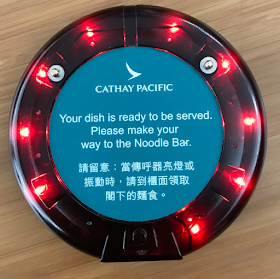 CATHAY PACIFIC
Your dish is ready to be served.
Please make your
way to the Noodle Bar.
請留意：當傳呼器亮燈或
振動時，請到櫃面領取
閣下的麵食。